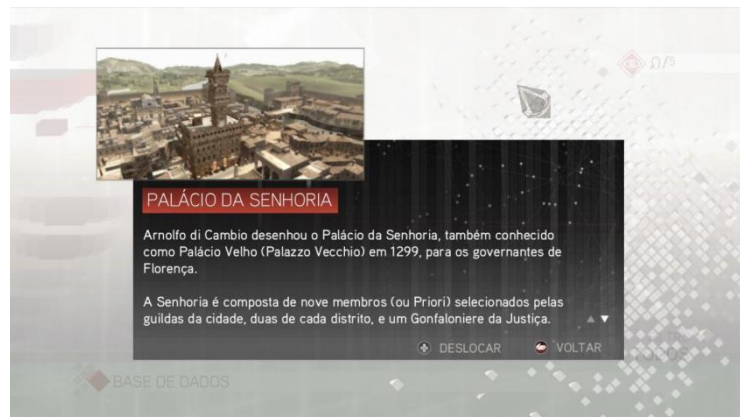 PALÁCIO DA SENHORIA
Arnolfo di Cambio desenhou o Palácio da Senhoria, também conhecido
como Palácio Velho (Palazzo Vecchio) em 1299, para os governantes de
Florença.
A Senhoria é composta de nove membros (ou Priori) selecionados pelas
guildas da cidade, duas de cada distrito, e um Gonfaloniere da Justiça.
DESLOCAR
VOLTAR
BASE DE DADOS